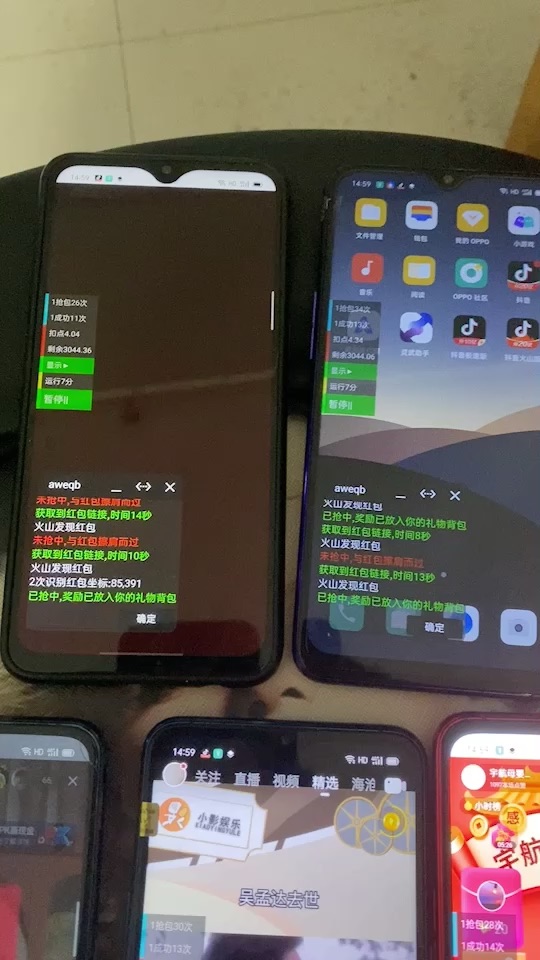 14:59
HD
1抢包26次
1成功11次
扣点4.04
剩余3044.36
显示►
运行7分
暂停||
aweqb
未抢中,与红包擦肩而过
获取到红包链接,时间14秒
火山发现红包
未抢中,与红包擦肩而过
获取到红包链接,时间10秒
火山发现红包
2次识别红包坐标:85,391
已抢中,奖励已放入你的礼物背包
确定
14:59
HD
文件管理
钱包
我的 OPPO
小游戏
音乐
阅读
OPPO 社区
抖音
1抢包34次
扣点4.34
剩余3044.06
显示►
运行7分
暂停||
灵武助手
抖音极速版
抖音火山版
aweqb
火山发现红包
已抢中,奖励已放入你的礼物背包
获取到红包链接,时间8秒
火山发现红包
未抢中,与红包擦肩而过
获取到红包链接,时间13秒
火山发现红包
已抢中,奖励已放入你的礼物背包
确定
HD
66
14:59
HD
关注 直播 视频 精选 海沧
小影娱乐
吴孟达去世
1抢包30次
1成功13次
14:59
HD
小时榜
感
05:26
字航
20
1抢包28次
1成功14次